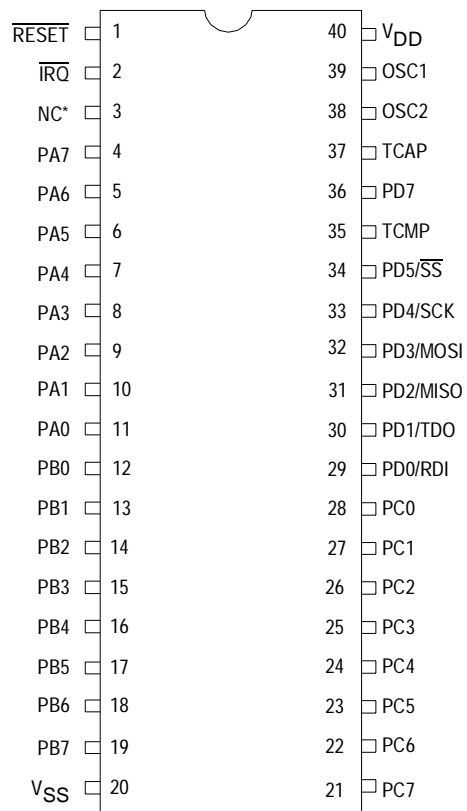 RESET 1 40 VDD
IRQ 2 39 OSC1
NC* 3 38 OSC2
PA7 4 37 TCAP
PA6 5 36 PD7
PA5 6 35 TCMP
PA4 7 34 PD5/SS
PA3 8 33 PD4/SCK
PA2 9 32 PD3/MOSI
PA1 10 31 PD2/MISO
PA0 11 30 PD1/TDO
PB0 12 29 PD0/RDI
PB1 13 28 PC0
PB2 14 27 PC1
PB3 15 26 PC2
PB4 16 25 PC3
PB5 17 24 PC4
PB6 18 23 PC5
PB7 19 22 PC6
VSS 20 21 PC7